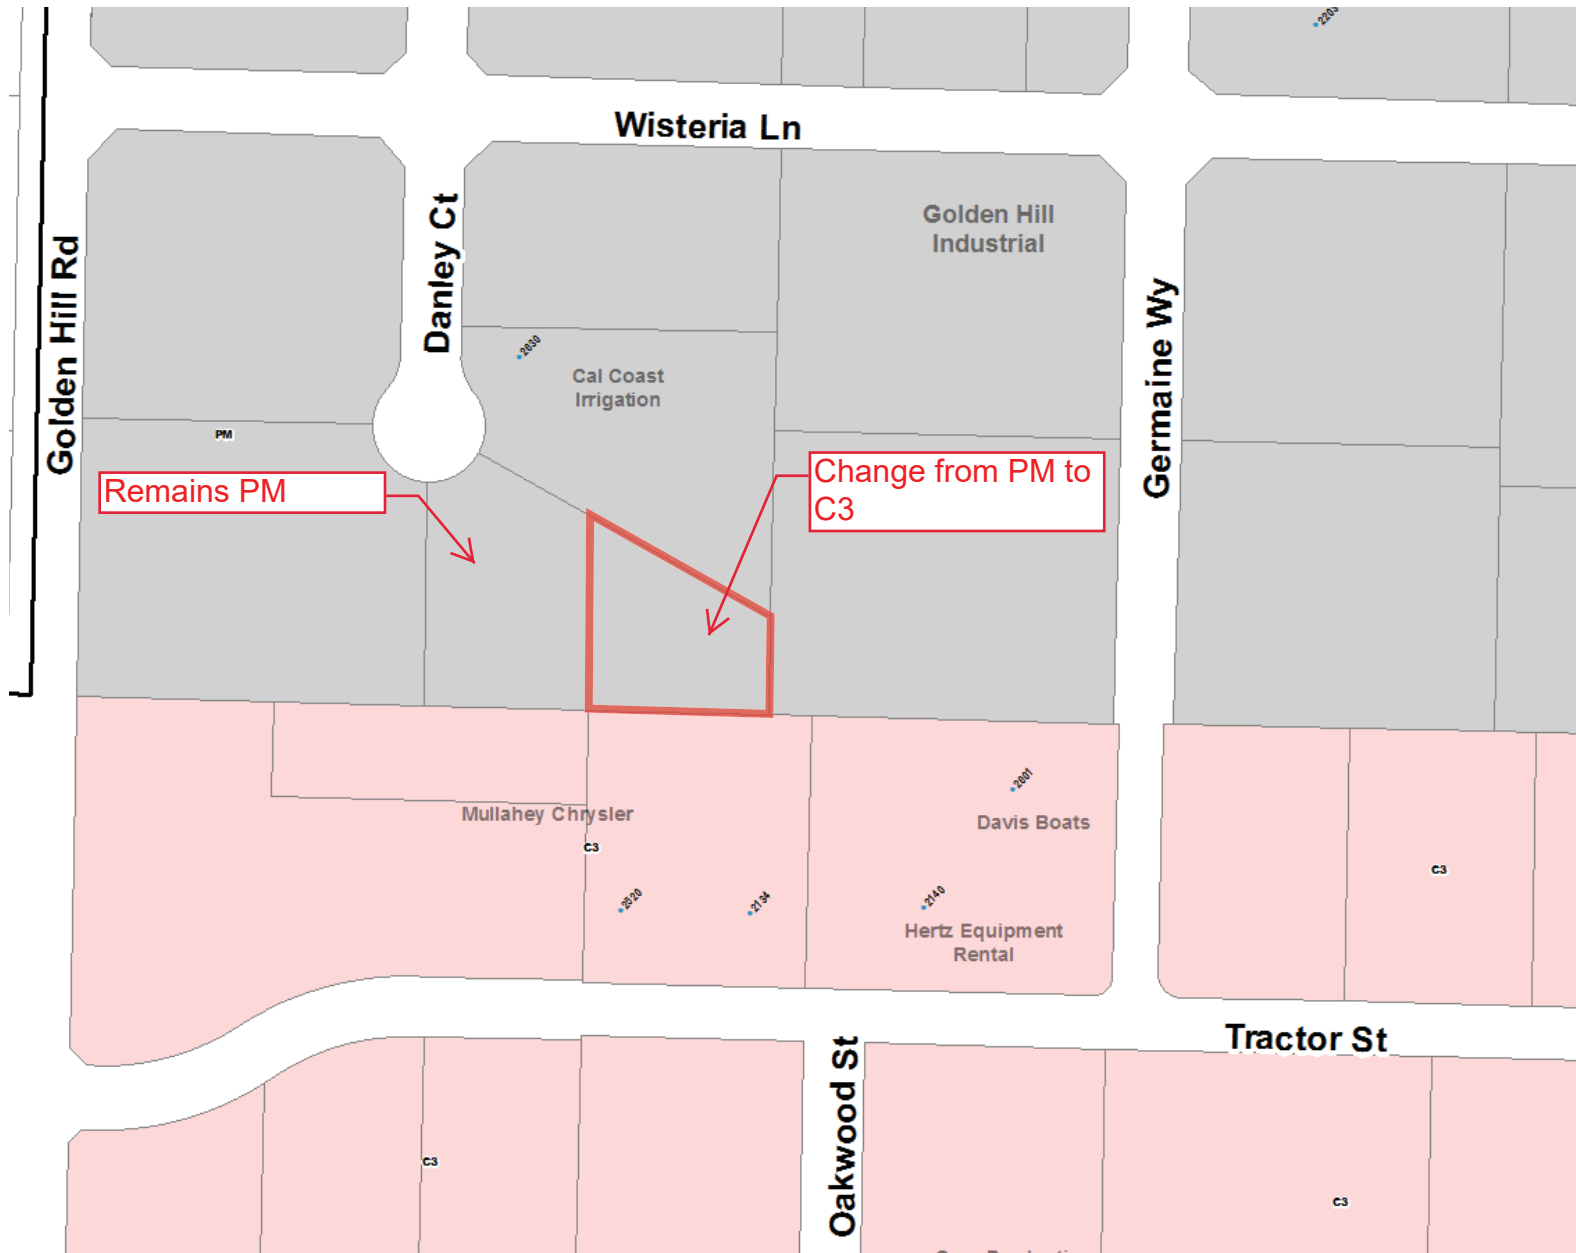 2203
Wisteria Ln
Golden Hill
Industrial
Danley Ct
Golden Hill Rd
Germaine Wy
2030
Cal Coast
Irrigation
PM
Remains PM
Change from PM to
C3
2001
Mullahey Chrysler
Davis Boats
C3
C3
2520
2134
2140
Hertz Equipment
Rental
Tractor St
Oakwood St
C3
C3